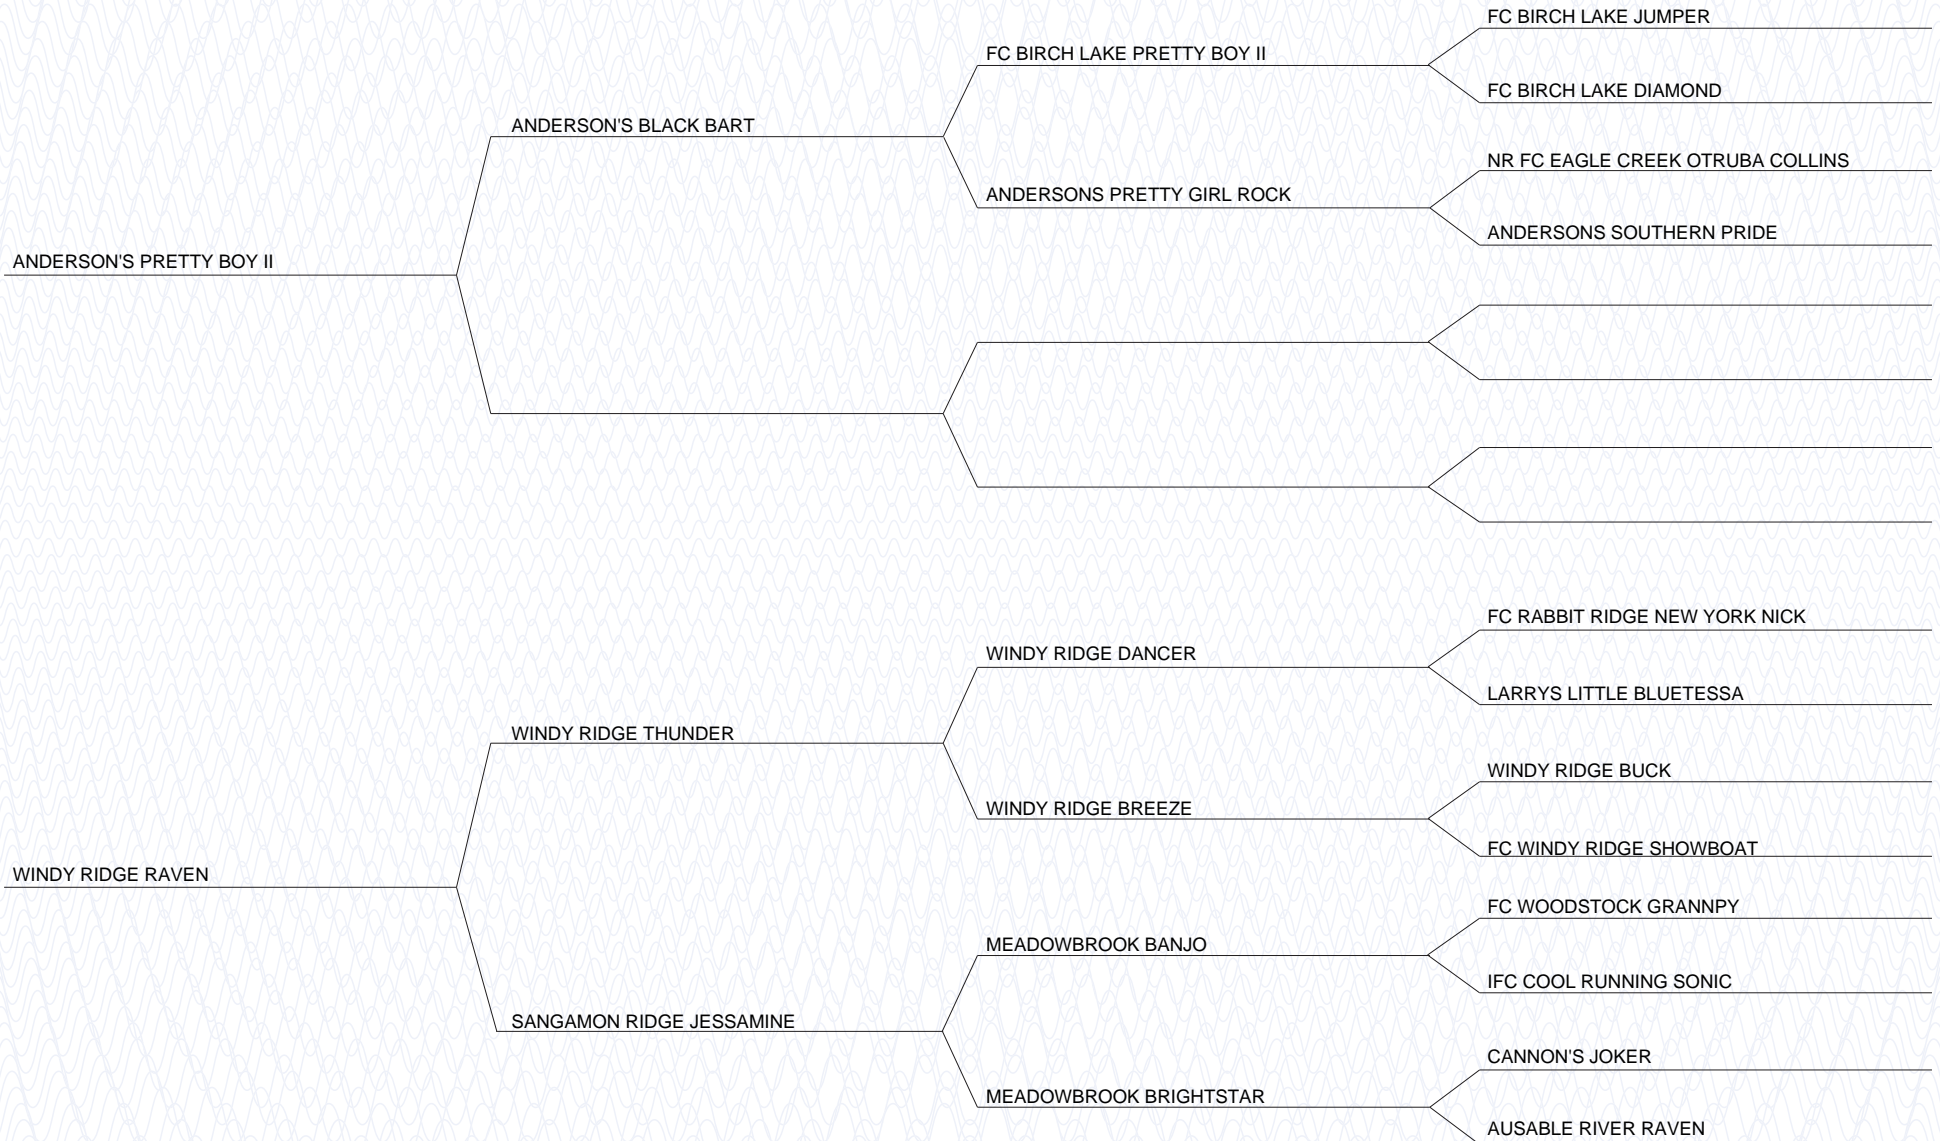 FC BIRCH LAKE JUMPER
FC BIRCH LAKE PRETTY BOY II
FC BIRCH LAKE DIAMOND
ANDERSON'S BLACK BART
NR FC EAGLE CREEK OTRUBA COLLINS
ANDERSONS PRETTY GIRL ROCK
ANDERSONS SOUTHERN PRIDE
ANDERSON'S PRETTY BOY II
FC RABBIT RIDGE NEW YORK NICK
WINDY RIDGE DANCER
LARRYS LITTLE BLUETESSA
WINDY RIDGE THUNDER
WINDY RIDGE BUCK
WINDY RIDGE BREEZE
FC WINDY RIDGE SHOWBOAT
WINDY RIDGE RAVEN
FC WOODSTOCK GRANNPY
MEADOWBROOK BANJO
IFC COOL RUNNING SONIC
SANGAMON RIDGE JESSAMINE
CANNON'S JOKER
MEADOWBROOK BRIGHTSTAR
AUSABLE RIVER RAVEN